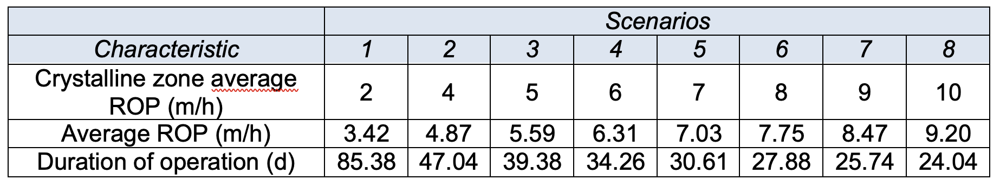 Scenarios
Characteristic 1 2 3 4 5 6 7 8
Crystalline zone average
ROP (m/h) 2 4 5 6 7 8 9 10
Average ROP (m/h) 3.42 4.87 5.59 6.31 7.03 7.75 8.47 9.20
Duration of operation (d) 85.38 47.04 39.38 34.26 30.61 27.88 25.74 24.04